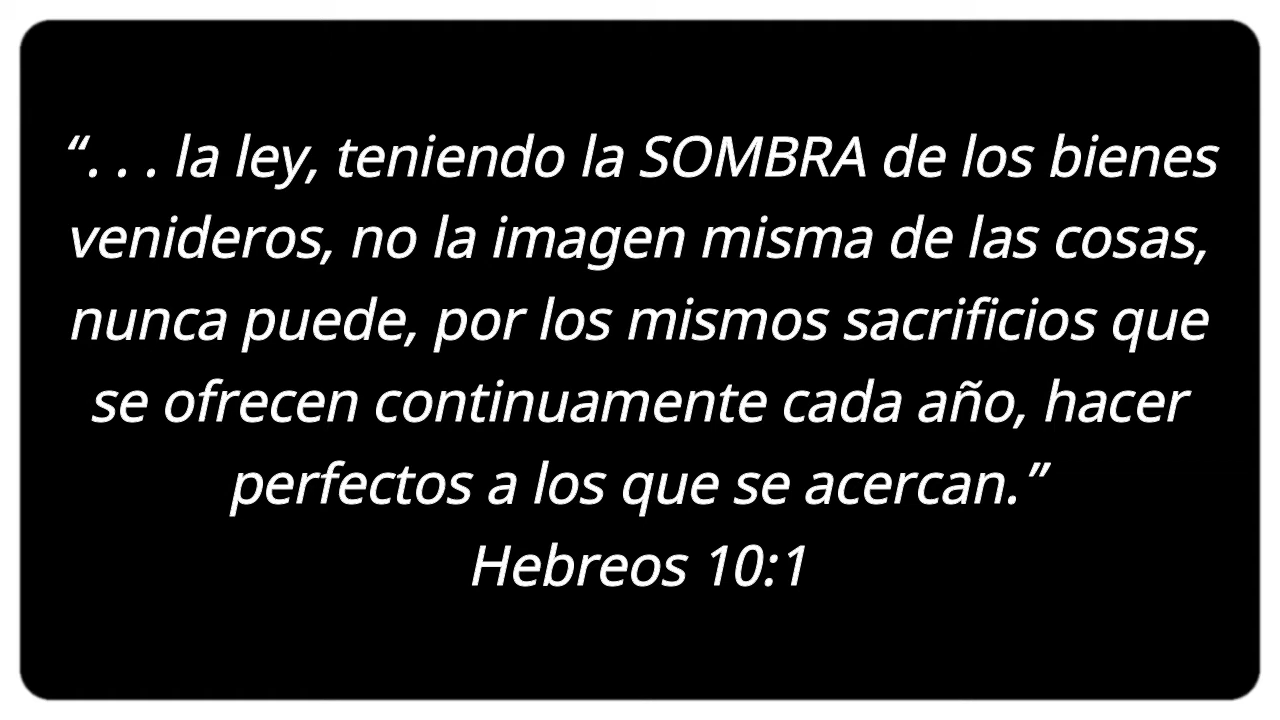 “. . . la ley, teniendo la SOMBRA de los bienes
venideros, no la imagen misma de las cosas,
nunca puede, por los mismos sacrificios que
se ofrecen continuamente cada año, hacer
perfectos a los que se acercan.”
Hebreos 10:1